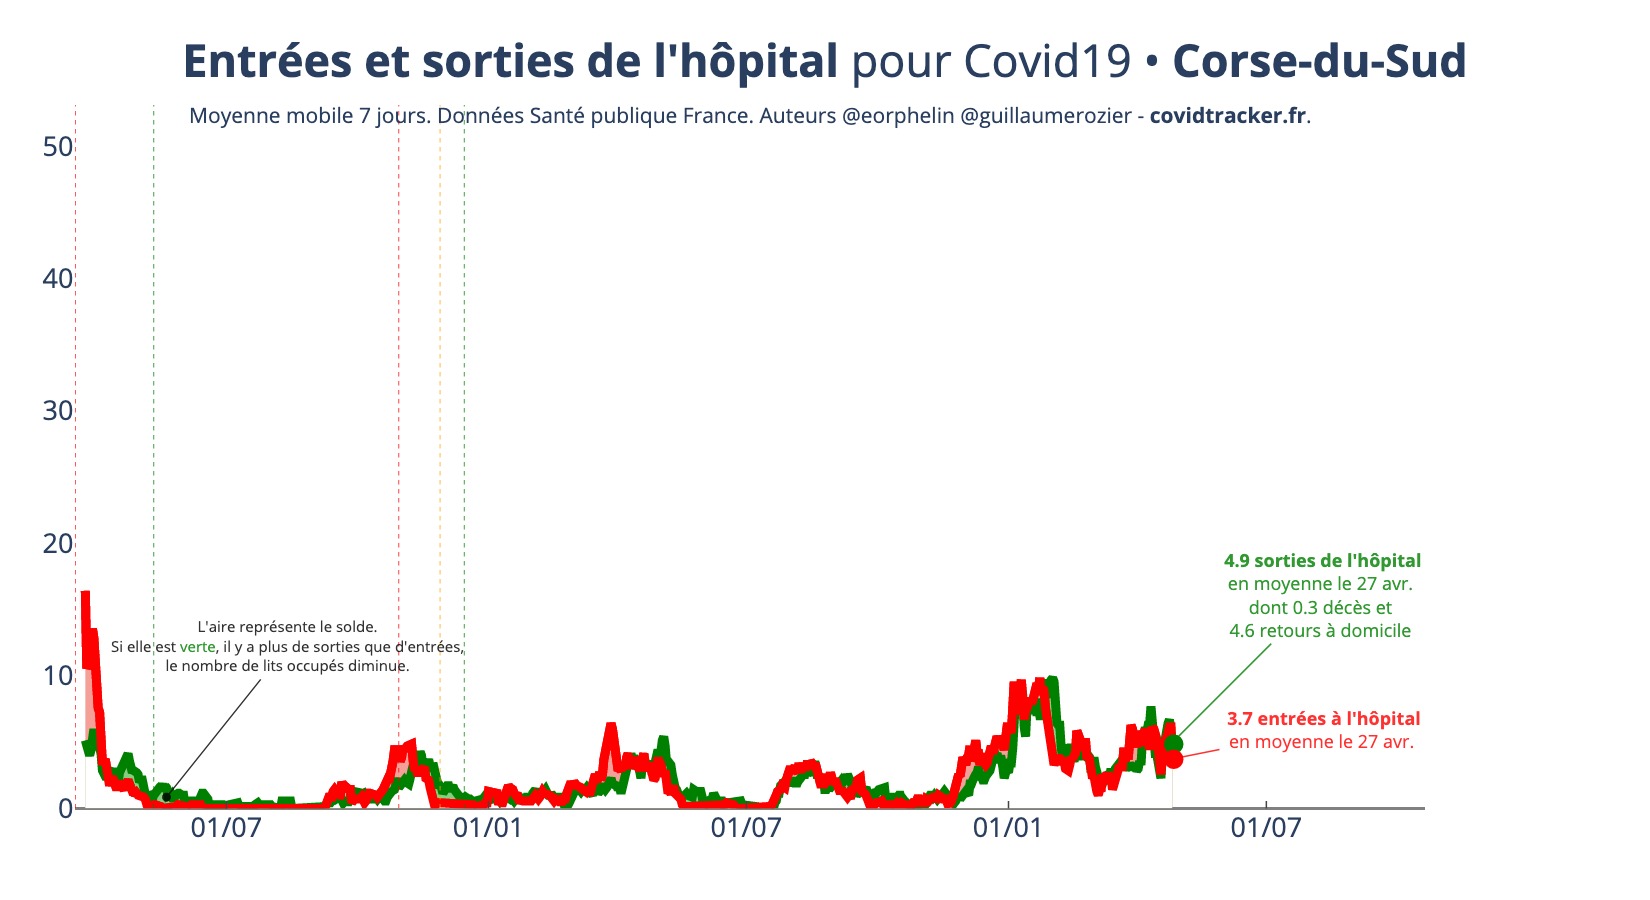 Entrées et sorties de l'hôpital pour Covid19 • Corse-du-Sud
Moyenne mobile 7 jours. Données Santé publique France. Auteurs @eorphelin @guillaumerozier - covidtracker.fr.
50
40
30
20
10
0
L'aire représente le solde.
Si elle est verte, il y a plus de sorties que d'entrées,
le nombre de lits occupés diminue.
4.9 sorties de l'hôpital
en moyenne le 27 avr.
dont 0.3 décès et
4.6 retours à domicile
3.7 entrées à l'hôpital
en moyenne le 27 avr.
01/07
01/01
01/07
01/01
01/07